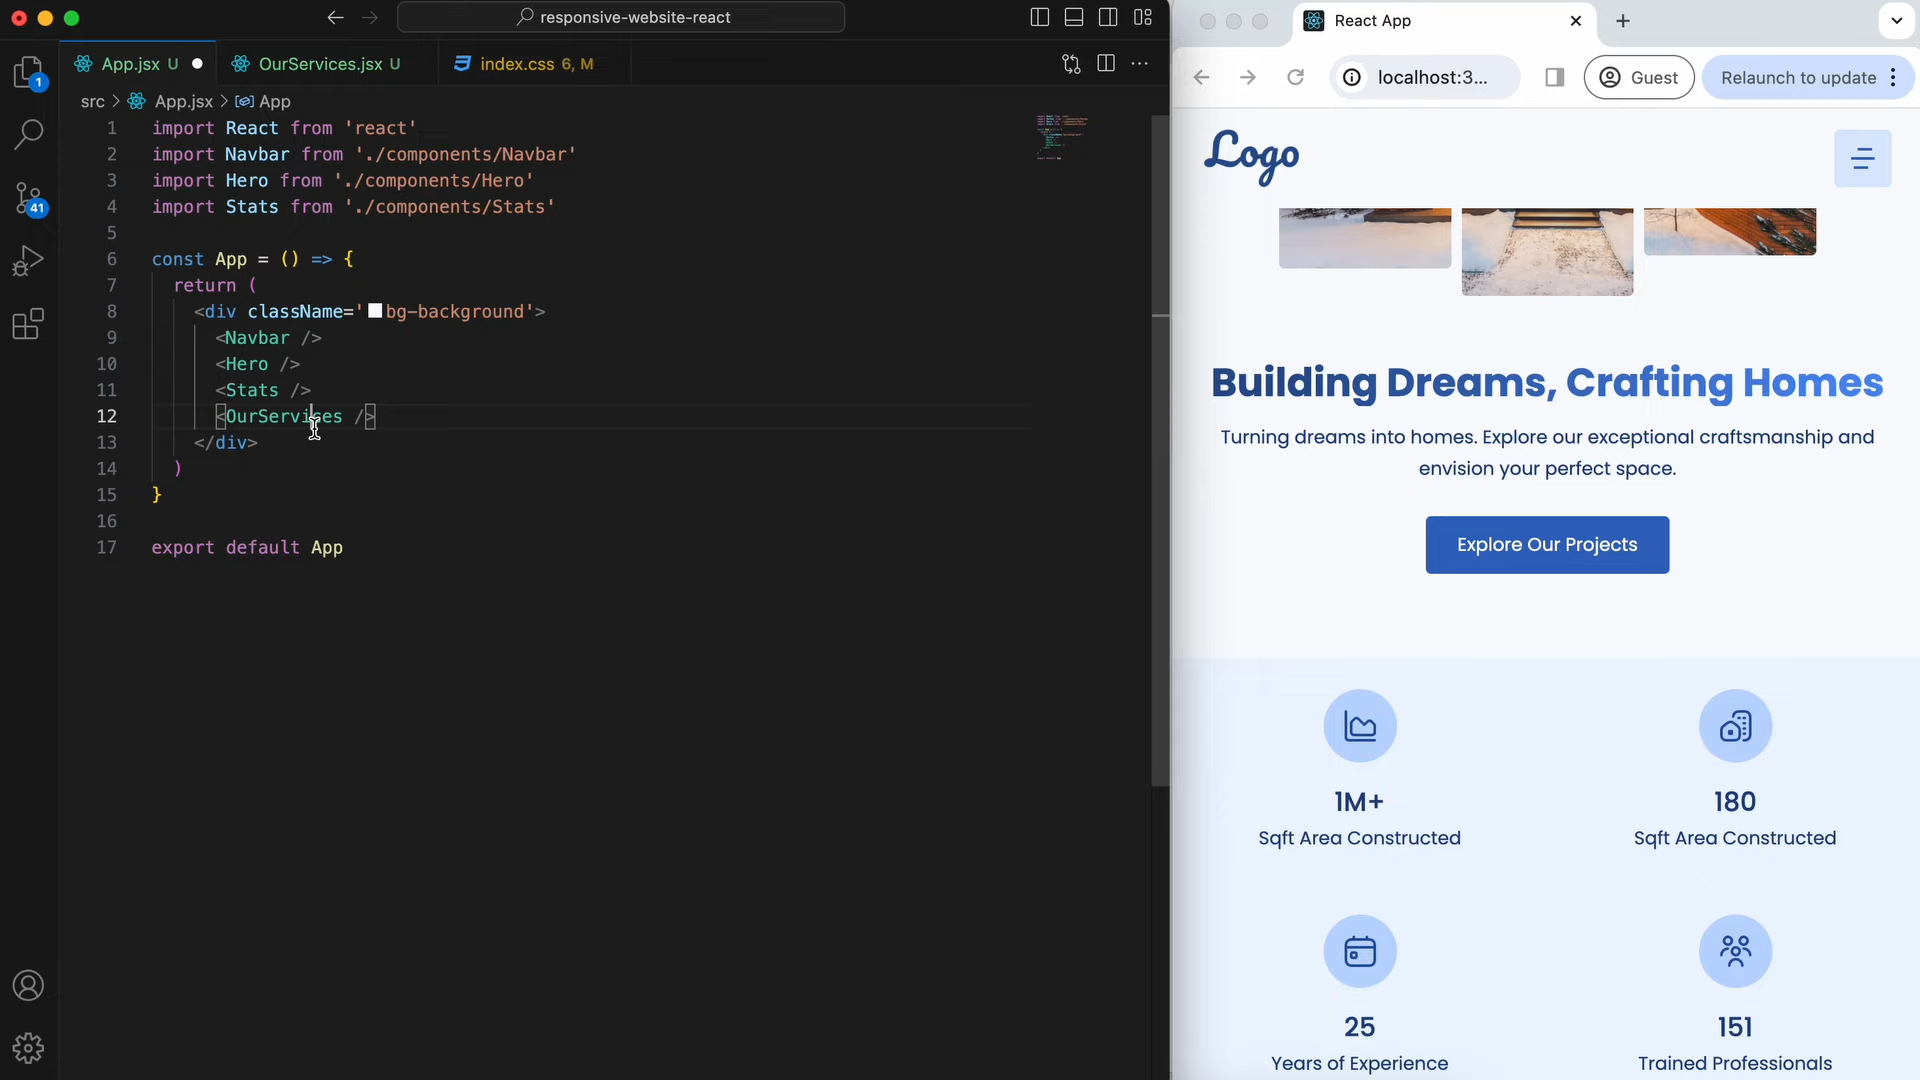 responsive-website-react
App.jsx U
OurServices.jsx U
index.css 6, M
src > App.jsx > App
1 import React from 'react'
2 import Navbar from './components/Navbar'
3 import Hero from './components/Hero'
4 import Stats from './components/Stats'
5
6 const App = () => {
7 return (
8 <div className='bg-background'>
9 <Navbar />
10 <Hero />
11 <Stats />
12 <OurServices />
13 </div>
14 )
15 }
16
17 export default App
1
41
React App
localhost:3...
Guest
Relaunch to update
Logo
Building Dreams, Crafting Homes
Turning dreams into homes. Explore our exceptional craftsmanship and
envision your perfect space.
Explore Our Projects
1M+
Sqft Area Constructed
180
Sqft Area Constructed
25
Years of Experience
151
Trained Professionals